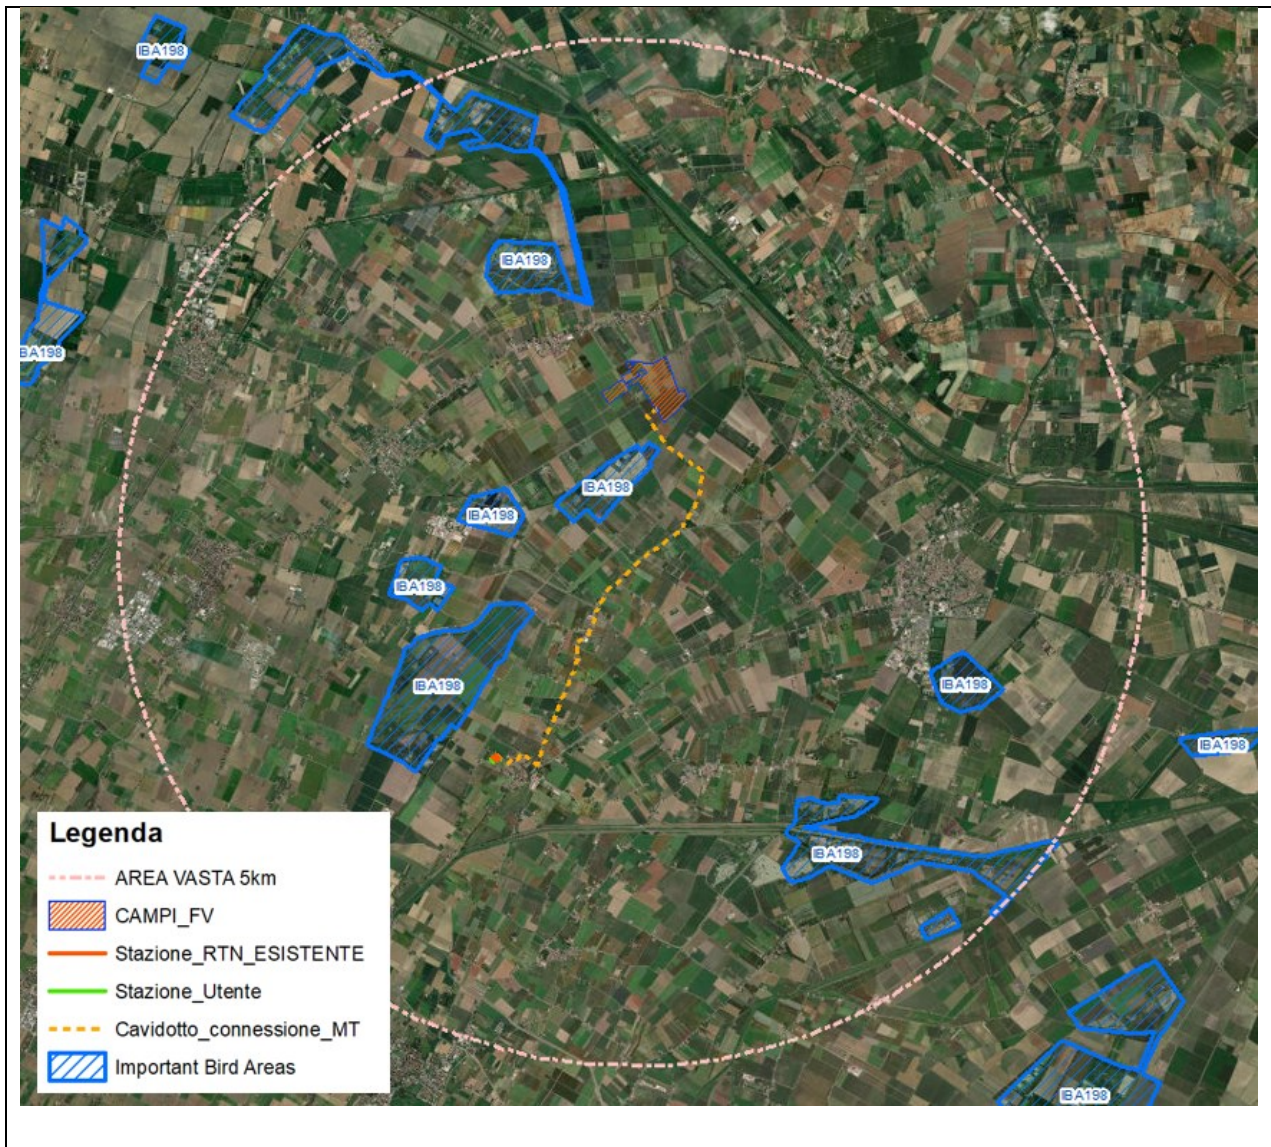 IBA198
IBA198
IBA198
IBA198
IBA198
IBA198
IBA198
IBA198
IBA198
IBA198
IBA198
Legenda
AREA VASTA 5km
CAMPI_FV
Stazione_RTN_ESISTENTE
Stazione_Utente
Cavidotto_connessione_MT
Important Bird Areas